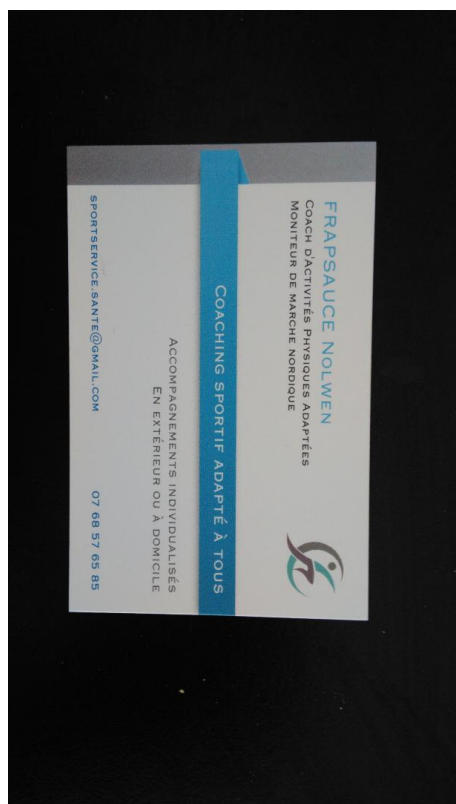 FRAPSAUCE NOLWEN
COACH D'ACTIVITÉS PHYSIQUES ADAPTÉES
MONITEUR DE MARCHE NORDIQUE
COACHING SPORTIF ADAPTÉ À TOUS
ACCOMPAGNEMENTS INDIVIDUALISÉS
EN EXTÉRIEUR OU À DOMICILE
SPORTSERVICE.SANTE@GMAIL.COM 07 68 57 65 85